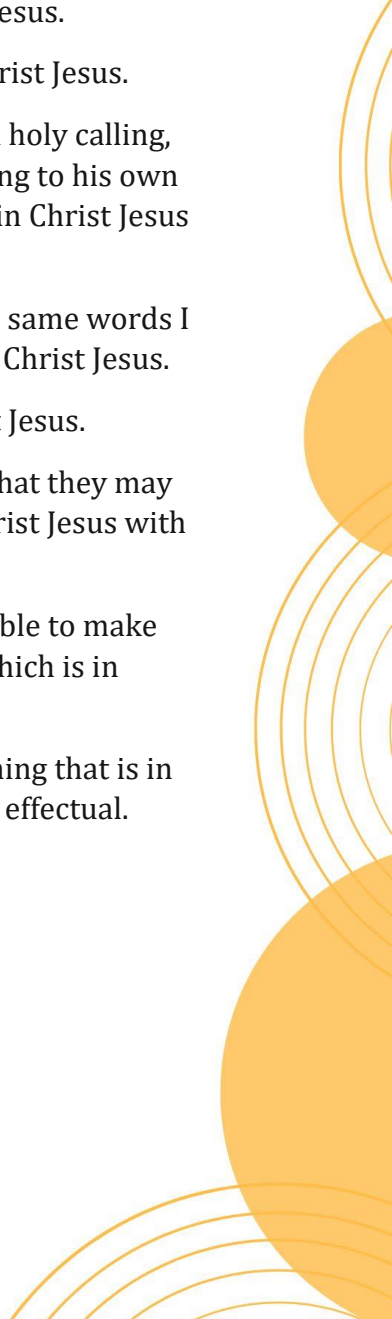 esus.
rist Jesus.
holy calling,
ng to his own
in Christ Jesus
same words I
Christ Jesus.
Jesus.
hat they may
rist Jesus with
ble to make
hich is in
ning that is in
effectual.